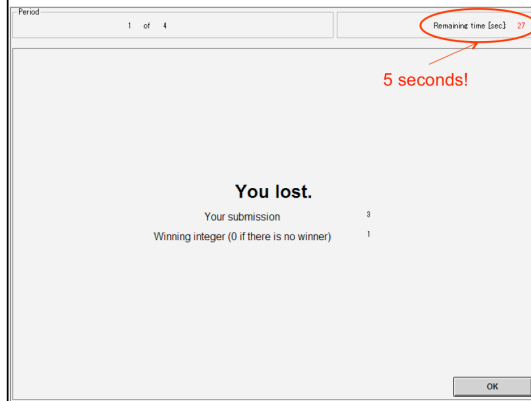 Period
1 of 4
Remaining time [sec]: 27
5 seconds!
You lost.
Your submission 3
Winning integer (0 if there is no winner) 1
OK